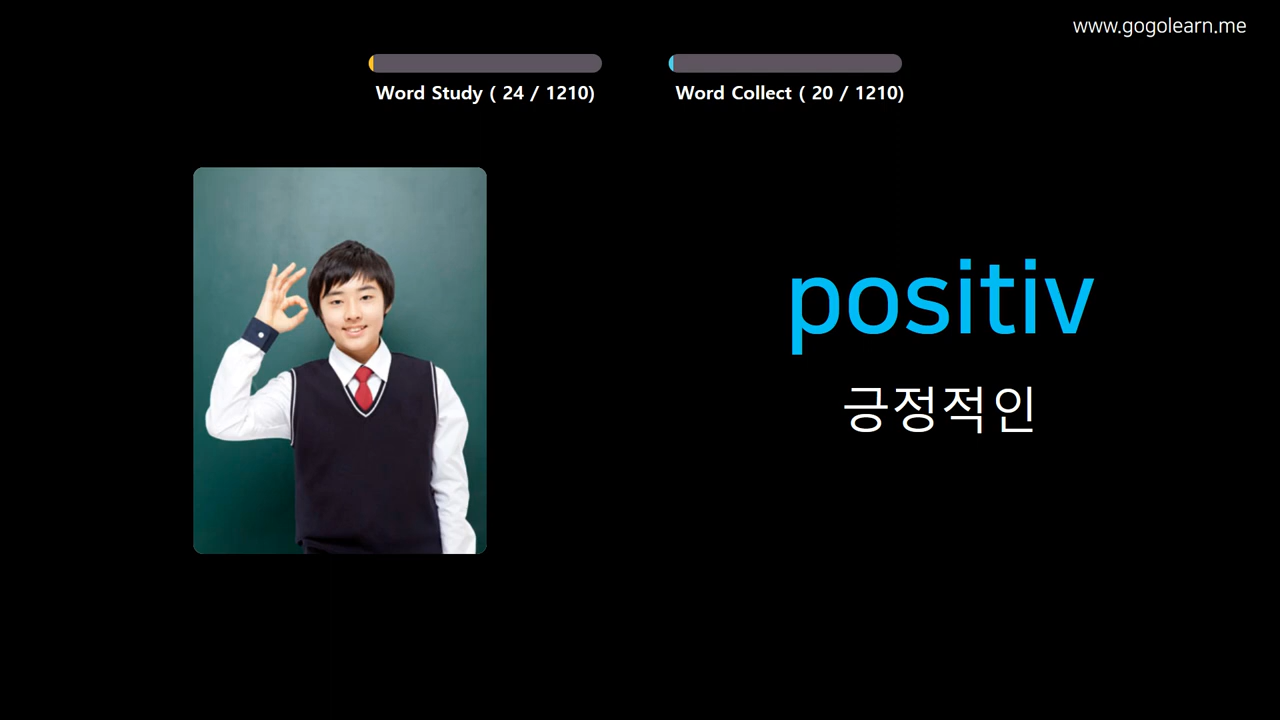 www.gogolearn.me
Word Study ( 24 / 1210)
Word Collect ( 20 / 1210)
positiv
긍정적인